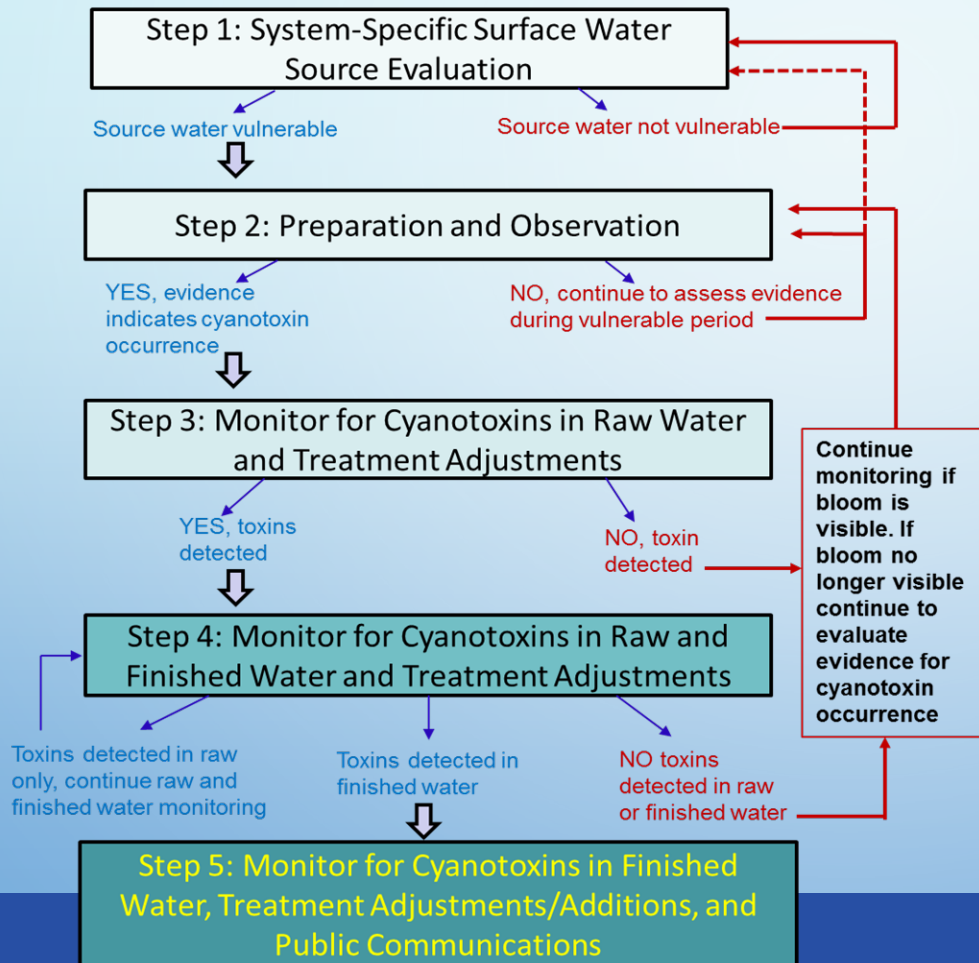 Step 1: System-Specific Surface Water
Source Evaluation
Source water vulnerable
Source water not vulnerable
Step 2: Preparation and Observation
YES, evidence
indicates cyanotoxin
occurrence
NO, continue to assess evidence
during vulnerable period
Step 3: Monitor for Cyanotoxins in Raw Water
and Treatment Adjustments
YES, toxins
detected
NO, toxin
detected
Continue
monitoring if
bloom is
visible. If
bloom no
longer visible
continue to
evaluate
evidence for
cyanotoxin
occurrence
Step 4: Monitor for Cyanotoxins in Raw and
Finished Water and Treatment Adjustments
Toxins detected in raw
only, continue raw and
finished water monitoring
Toxins detected in
finished water
NO toxins
detected in raw
or finished water
Step 5: Monitor for Cyanotoxins in Finished
Water, Treatment Adjustments/Additions, and
Public Communications